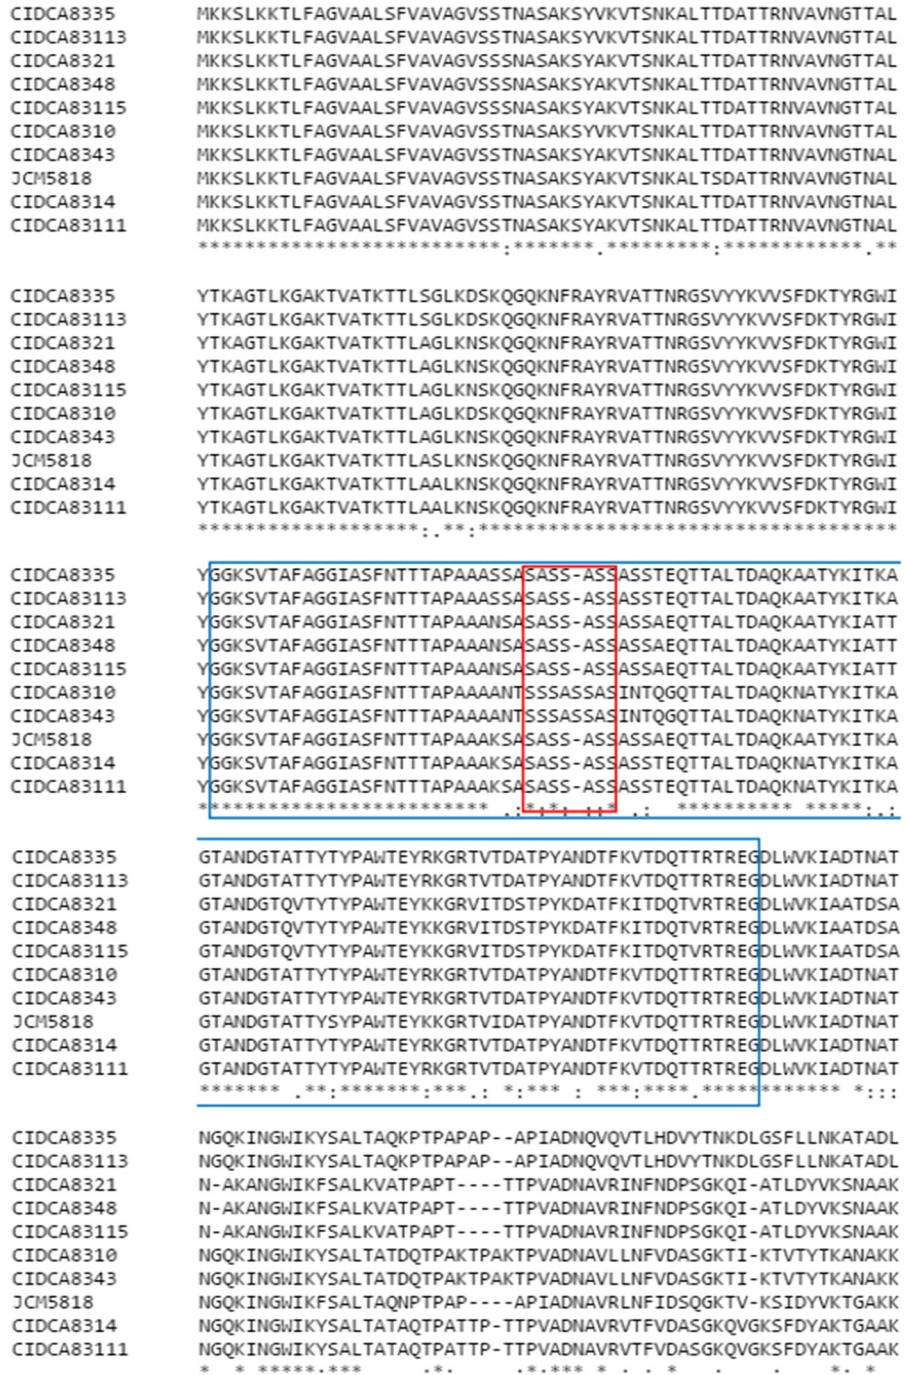 CIDCA8335 MKKSLKKTLFAGVAALSFVAVAGVSSTNASAKSYVKVTSNKALTTDATTRNVAVNGTTAL
CIDCA83113 MKKSLKKTLFAGVAALSFVAVAGVSSTNASAKSYVKVTSNKALTTDATTRNVAVNGTTAL
CIDCA8321 MKKSLKKTLFAGVAALSFVAVAGVSSSNASAKSYAKVTSNKALTTDATTRNVAVNGTTAL
CIDCA8348 MKKSLKKTLFAGVAALSFVAVAGVSSSNASAKSYAKVTSNKALTTDATTRNVAVNGTTAL
CIDCA83115 MKKSLKKTLFAGVAALSFVAVAGVSSSNASAKSYAKVTSNKALTTDATTRNVAVNGTTAL
CIDCA8310 MKKSLKKTLFAGVAALSFVAVAGVSSTNASAKSYVKVTSNKALTTDATTRNVAVNGTTAL
CIDCA8343 MKKSLKKTLFAGVAALSFVAVAGVSSTNASAKSYAKVTSNKALTTDATTRNVAVNGTNAL
JCM5818 MKKSLKKTLFAGVAALSFVAVAGVSSTNASAKSYAKVTSNKALTSDATTRNVAVNGTNAL
CIDCA8314 MKKSLKKTLFAGVAALSFVAVAGVSSTNASAKSYAKVTSNKALTTDATTRNVAVNGTNAL
CIDCA83111 MKKSLKKTLFAGVAALSFVAVAGVSSTNASAKSYAKVTSNKALTTDATTRNVAVNGTNAL
**************************:*******.*********:************.**
CIDCA8335 YTKAGTLKGAKTVATKTTLSGLKDSKQGQKNFRAYRVATTNRGSVYYKVVSFDKTYRGWI
CIDCA83113 YTKAGTLKGAKTVATKTTLSGLKDSKQGQKNFRAYRVATTNRGSVYYKVVSFDKTYRGWI
CIDCA8321 YTKAGTLKGAKTVATKTTLAGLKNSKQGQKNFRAYRVATTNRGSVYYKVVSFDKTYRGWI
CIDCA8348 YTKAGTLKGAKTVATKTTLAGLKNSKQGQKNFRAYRVATTNRGSVYYKVVSFDKTYRGWI
CIDCA83115 YTKAGTLKGAKTVATKTTLAGLKNSKQGQKNFRAYRVATTNRGSVYYKVVSFDKTYRGWI
CIDCA8310 YTKAGTLKGAKTVATKTTLAGLKDSKQGQKNFRAYRVATTNRGSVYYKVVSFDKTYRGWI
CIDCA8343 YTKAGTLKGAKTVATKTTLAGLKNSKQGQKNFRAYRVATTNRGSVYYKVVSFDKTYRGWI
JCM5818 YTKAGTLKGAKTVATKTTLASLKNSKQGQKNFRAYRVATTNRGSVYYKVVSFDKTYRGWI
CIDCA8314 YTKAGTLKGAKTVATKTTLAALKNSKQGQKNFRAYRVATTNRGSVYYKVVSFDKTYRGWI
CIDCA83111 YTKAGTLKGAKTVATKTTLAALKNSKQGQKNFRAYRVATTNRGSVYYKVVSFDKTYRGWI
*******************:.**:************************************
CIDCA8335 YGGKSVTAFAGGIASFNTTTAPAAASSASASS-ASSASSTEQTTALTDAQKAATYKITKA
CIDCA83113 YGGKSVTAFAGGIASFNTTTAPAAASSASASS-ASSASSTEQTTALTDAQKAATYKITKA
CIDCA8321 YGGKSVTAFAGGIASFNTTTAPAAANSASASS-ASSASSAEQTTALTDAQKAATYKIATT
CIDCA8348 YGGKSVTAFAGGIASFNTTTAPAAANSASASS-ASSASSAEQTTALTDAQKAATYKIATT
CIDCA83115 YGGKSVTAFAGGIASFNTTTAPAAANSASASS-ASSASSAEQTTALTDAQKAATYKIATT
CIDCA8310 YGGKSVTAFAGGIASFNTTTAPAAAANTSSSASSASINTQGQTTALTDAQKNATYKITKA
CIDCA8343 YGGKSVTAFAGGIASFNTTTAPAAAANTSSSASSASINTQGQTTALTDAQKNATYKITKA
JCM5818 YGGKSVTAFAGGIASFNTTTAPAAAKSASASS-ASSASSAEQTTALTDAQKAATYKITKA
CIDCA8314 YGGKSVTAFAGGIASFNTTTAPAAAKSASASS-ASSASSTEQTTALTDAQKAATYKITKA
CIDCA83111 YGGKSVTAFAGGIASFNTTTAPAAAKSASASS-ASSASSTEQTTALTDAQKAATYKITKA
************************* .:*:*: ::* .: ********** *****:.:
CIDCA8335 GTANDGTATTYTYPAWTEYRKGRTVTDATPYANDTFKVTDQTTRTREGDLWVKIADTNAT
CIDCA83113 GTANDGTATTYTYPAWTEYRKGRTVTDATPYANDTFKVTDQTTRTREGDLWVKIADTNAT
CIDCA8321 GTANDGTQVTYTYPAWTEYKKGRVITDSTPYKDATFKITDQTVRTREGDLWVKIAATDSA
CIDCA8348 GTANDGTQVTYTYPAWTEYKKGRVITDSTPYKDATFKITDQTVRTREGDLWVKIAATDSA
CIDCA83115 GTANDGTQVTYTYPAWTEYKKGRVITDSTPYKDATFKITDQTVRTREGDLWVKIAATDSA
CIDCA8310 GTANDGTATTYTYPAWTEYRKGRTVTDATPYANDTFKVTDQTTRTREGDLWVKIADTNAT
CIDCA8343 GTANDGTATTYTYPAWTEYRKGRTVTDATPYANDTFKVTDQTTRTREGDLWVKIADTNAT
JCM5818 GTANDGTATTYSYPAWTEYKKGRTVIDATPYANDTFKVTDQTTRTREGDLWVKIADTNAT
CIDCA8314 GTANDGTATTYTYPAWTEYRKGRTVTDATPYANDTFKVTDQTTRTREGDLWVKIADTNAT
CIDCA83111 GTANDGTATTYTYPAWTEYRKGRTVTDATPYANDTFKVTDQTTRTREGDLWVKIADTNAT
******* .**:*******:***.: *:*** : ***:****.************ *:::
CIDCA8335 NGQKINGWIKYSALTAQKPTPAPAP--APIADNQVQVTLHDVYTNKDLGSFLLNKATADL
CIDCA83113 NGQKINGWIKYSALTAQKPTPAPAP--APIADNQVQVTLHDVYTNKDLGSFLLNKATADL
CIDCA8321 N-AKANGWIKFSALKVATPAPT----TTPVADNAVRINFNDPSGKQI-ATLDYVKSNAAK
CIDCA8348 N-AKANGWIKFSALKVATPAPT----TTPVADNAVRINFNDPSGKQI-ATLDYVKSNAAK
CIDCA83115 N-AKANGWIKFSALKVATPAPT----TTPVADNAVRINFNDPSGKQI-ATLDYVKSNAAK
CIDCA8310 NGQKINGWIKYSALTATDQTPAKTPAKTPVADNAVLLNFVDASGKTI-KTVTYTKANAKK
CIDCA8343 NGQKINGWIKYSALTATDQTPAKTPAKTPVADNAVLLNFVDASGKTI-KTVTYTKANAKK
JCM5818 NGQKINGWIKFSALTAQNPTPAP----APIADNAVRLNFIDSQGKTV-KSIDYVKTGAKK
CIDCA8314 NGQKINGWIKYSALTATAQTPATTP-TTPVADNAVRVTFVDASGKQVGKSFDYAKTGAAK
CIDCA83111 NGQKINGWIKYSALTATAQTPATTP-TTPVADNAVRVTFVDASGKQVGKSFDYAKTGAAK
* * *****:***. :*: :*:*** * : : * : . *: *